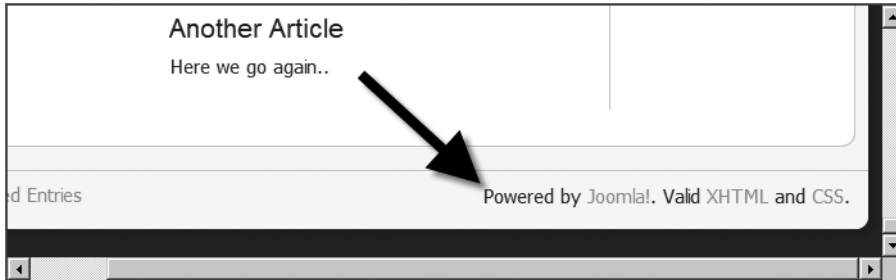 Another Article
Here we go again..
ed Entries
Powered by Joomla!. Valid XHTML and CSS.